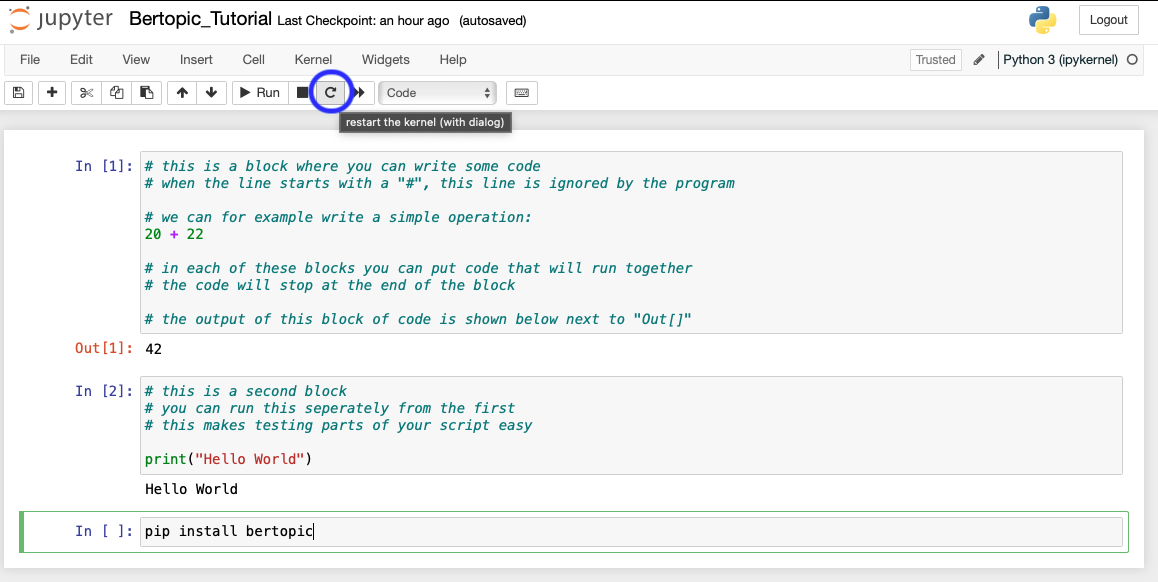 jupyter Bertopic_Tutorial Last Checkpoint: an hour ago (autosaved) Logout
File Edit View Insert Cell Kernel Widgets Help Trusted Python 3 (ipykernel)
Run Code
restart the kernel (with dialog)
In [1]: # this is a block where you can write some code
# when the line starts with a "#", this line is ignored by the program
# we can for example write a simple operation:
20 + 22
# in each of these blocks you can put code that will run together
# the code will stop at the end of the block
# the output of this block of code is shown below next to "Out[]"
Out[1]: 42
In [2]: # this is a second block
# you can run this seperately from the first
# this makes testing parts of your script easy
print("Hello World")
Hello World
In [ ]: pip install bertopic